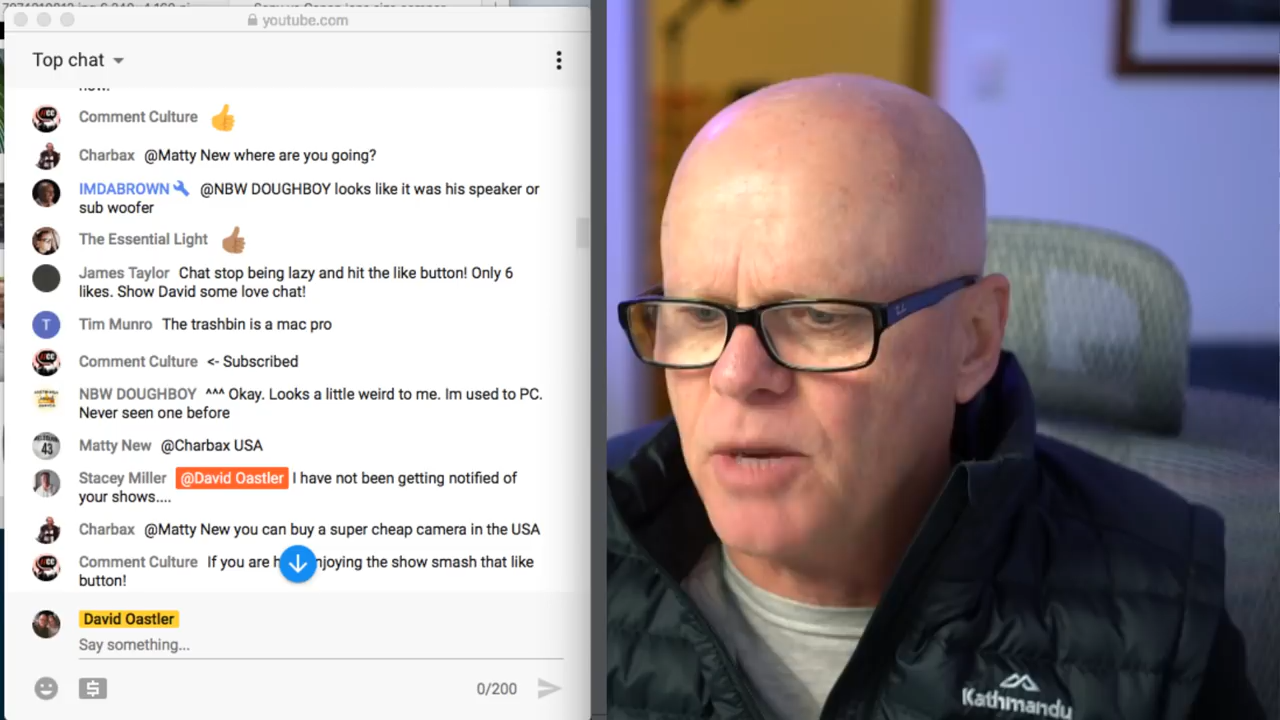 youtube.com
Top chat
now!
Comment Culture
Charbax @Matty New where are you going?
IMDABROWN @NBW DOUGHBOY looks like it was his speaker or
sub woofer
The Essential Light
James Taylor Chat stop being lazy and hit the like button! Only 6
likes. Show David some love chat!
T Tim Munro The trashbin is a mac pro
Comment Culture <- Subscribed
NBW DOUGHBOY ^^^ Okay. Looks a little weird to me. Im used to PC.
Never seen one before
43 Matty New @Charbax USA
Stacey Miller @David Oastler I have not been getting notified of
your shows....
Charbax @Matty New you can buy a super cheap camera in the USA
Comment Culture If you are njoying the show smash that like
button!
David Oastler
Say something...
0/200
Kathmandu